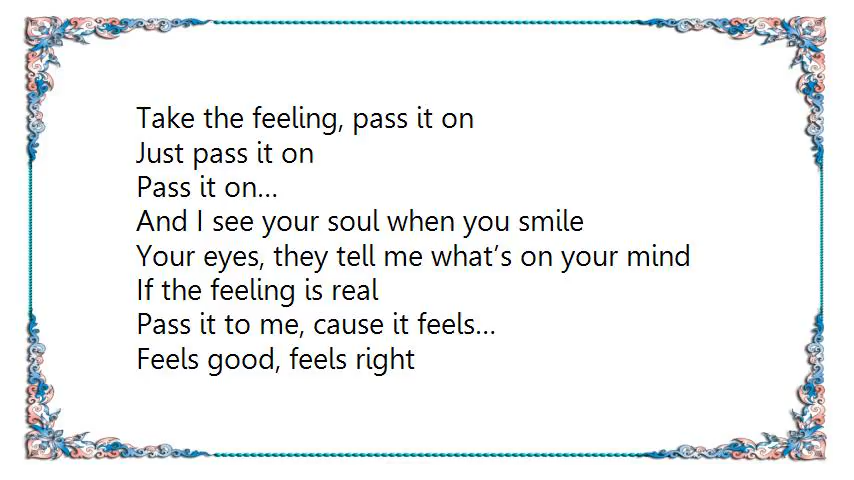 Take the feeling, pass it on
Just pass it on
Pass it on...
And I see your soul when you smile
Your eyes, they tell me what’s on your mind
If the feeling is real
Pass it to me, cause it feels...
Feels good, feels right